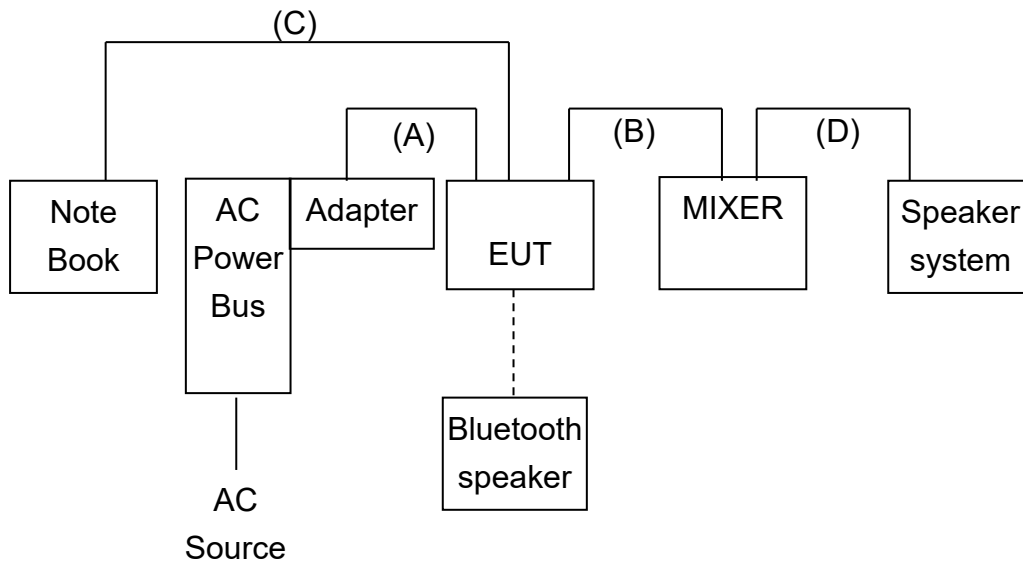 (C)
(A)
(B)
(D)
Note
Book
AC
Power
Bus
Adapter
EUT
MIXER
Speaker
system
Bluetooth
speaker
AC
Source